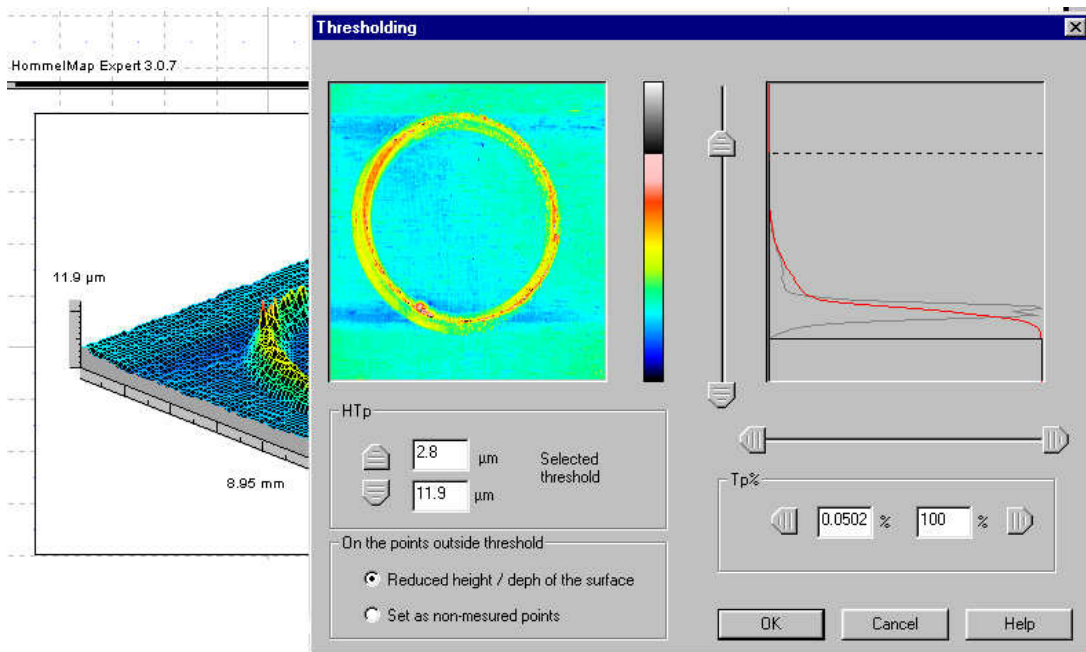 Thresholding
HommelMap Expert 3.0.7
11.9 µm
8.95 mm
HTp
2.8 µm
11.9 µm
Selected
threshold
On the points outside threshold
Reduced height / deph of the surface
Set as non-mesured points
Tp%
0.0502 % 100 %
OK Cancel Help